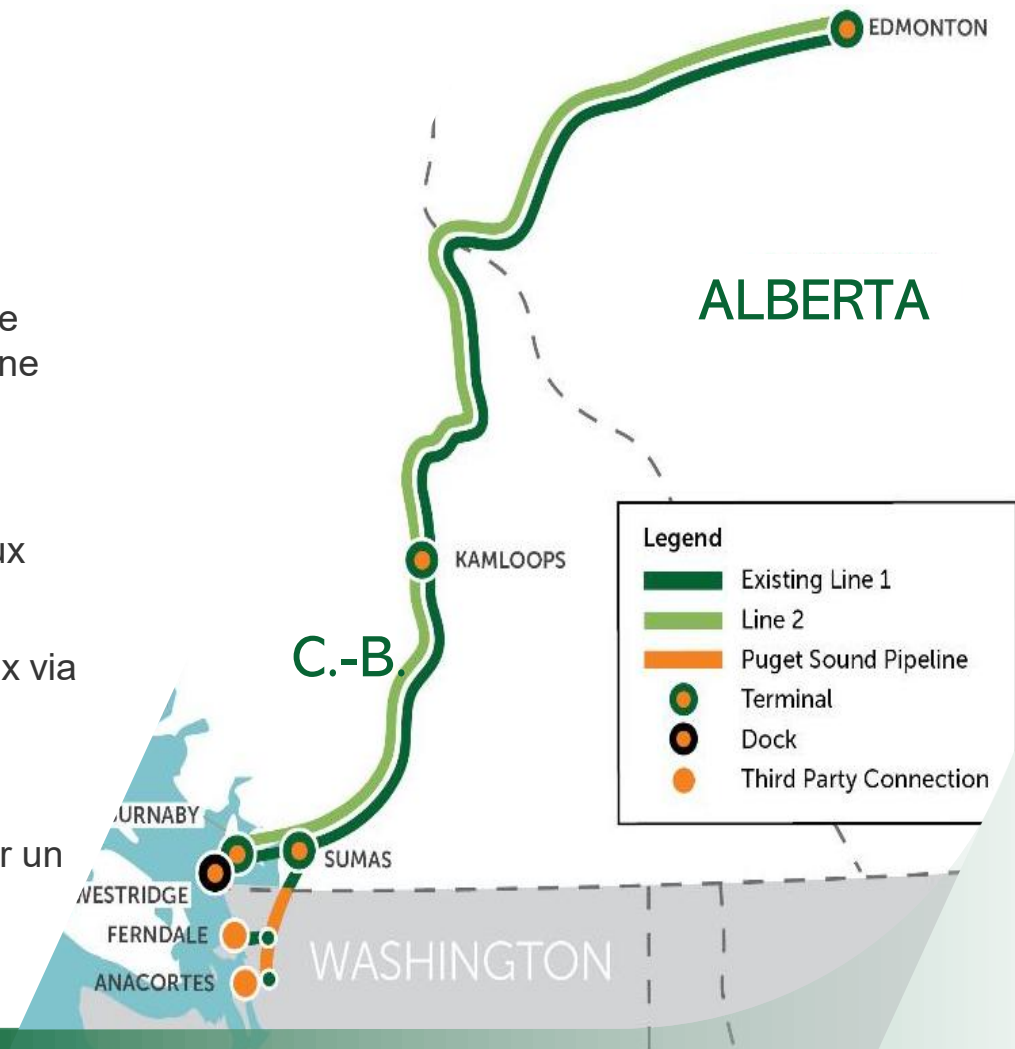 EDMONTON
ALBERTA
e
ne
ux
KAMLOOPS
C.-B.
x via
Legend
Existing Line 1
Line 2
Puget Sound Pipeline
Terminal
Dock
Third Party Connection
URNABY
SUMAS
r un
WESTRIDGE
FERNDALE
WASHINGTON
ANACORTES